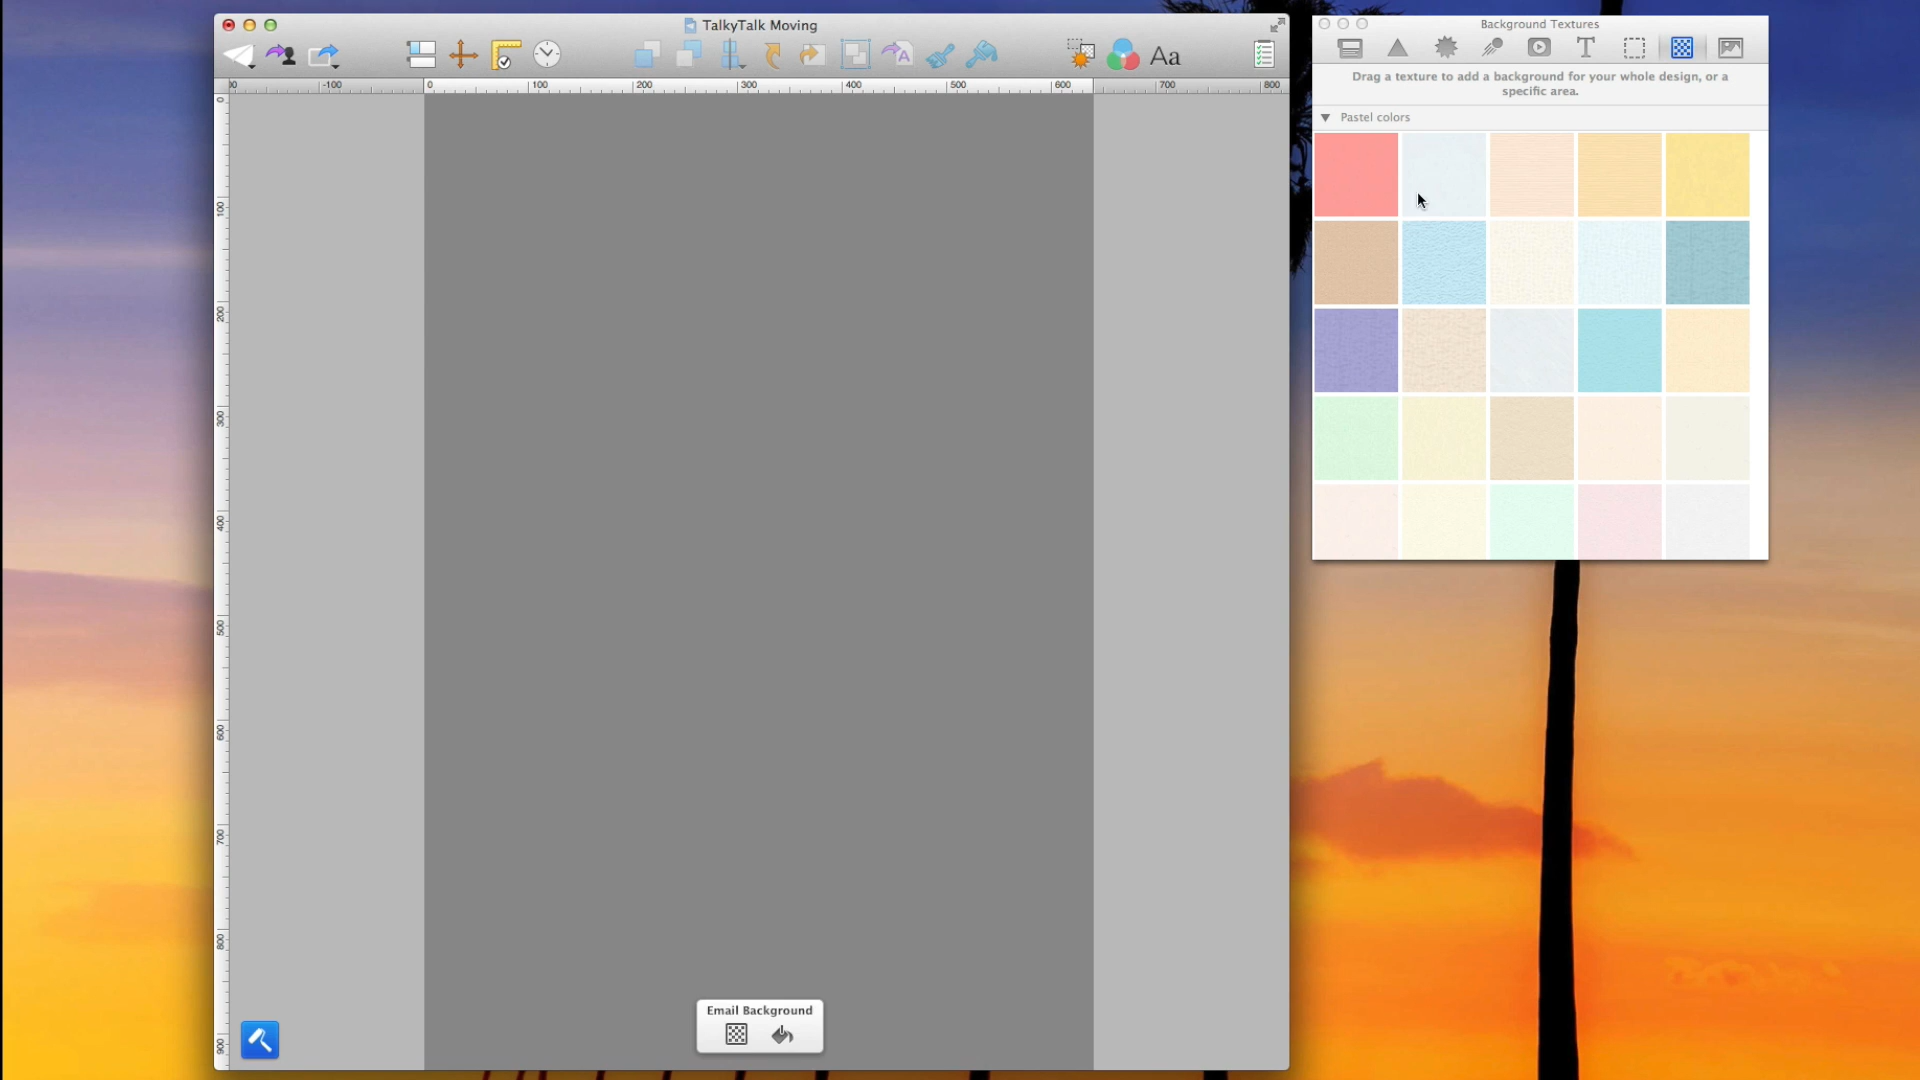 TalkyTalk Moving
Background Textures
Aa
Drag a texture to add a background for your whole design, or a
specific area.
Pastel colors
-100 0 100 200 300 400 500 600 700 800
0
100
200
300
400
500
600
700
800
900
Email Background